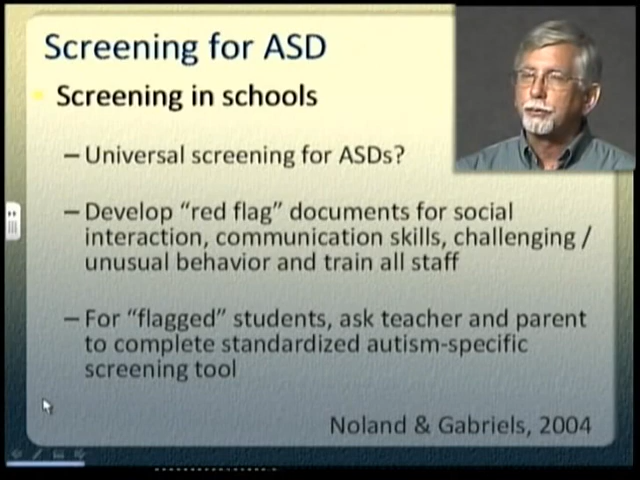 Screening for ASD
Screening in schools
– Universal screening for ASDs?
– Develop “red flag” documents for social
interaction, communication skills, challenging /
unusual behavior and train all staff
– For “flagged” students, ask teacher and parent
to complete standardized autism-specific
screening tool
Noland & Gabriels, 2004